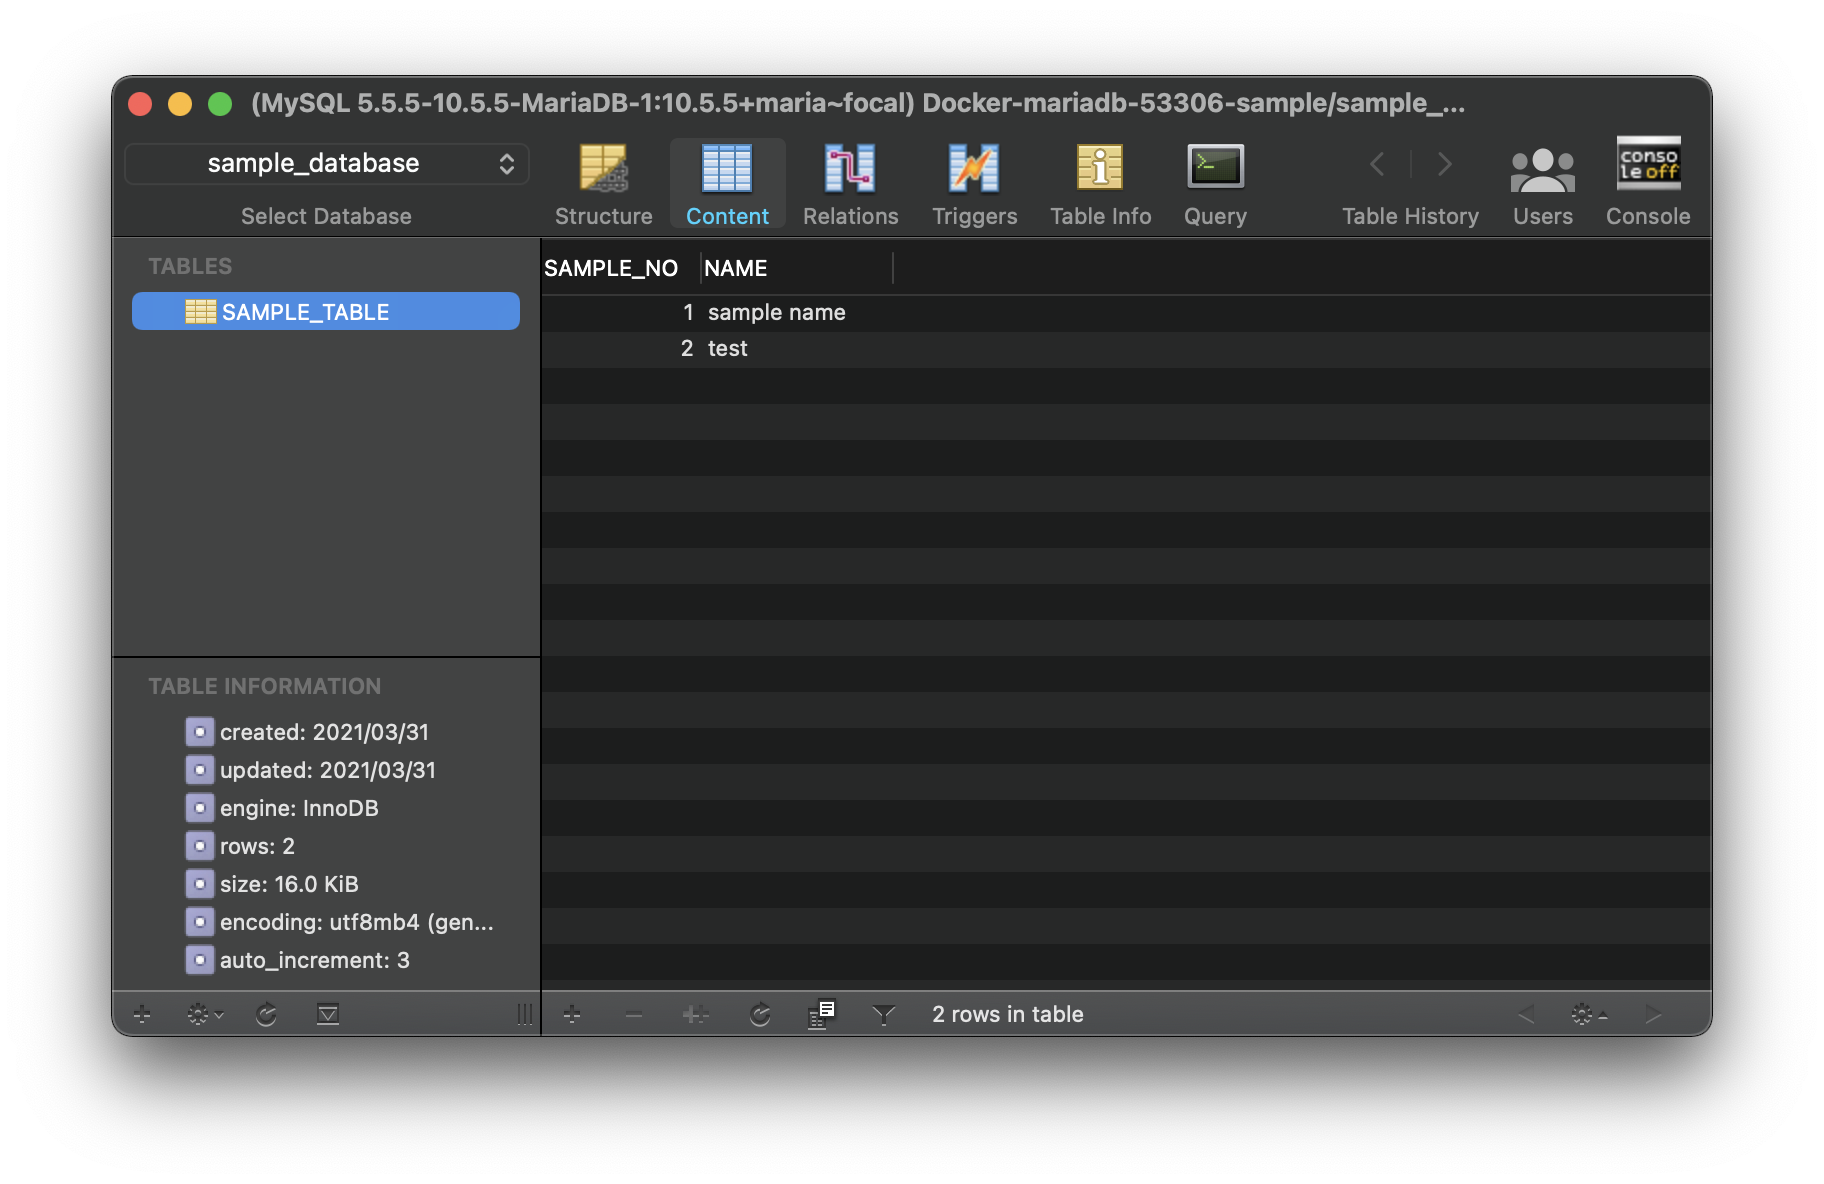 (MySQL 5.5.5-10.5.5-MariaDB-1:10.5.5+maria~focal) Docker-mariadb-53306-sample/sample_...
sample_database
Select Database
Structure
Content
Relations
Triggers
Table Info
Query
Table History
Users
conso
le off
Console
TABLES
SAMPLE_TABLE
SAMPLE_NO NAME
1 sample name
2 test
TABLE INFORMATION
created: 2021/03/31
updated: 2021/03/31
engine: InnoDB
rows: 2
size: 16.0 KiB
encoding: utf8mb4 (gen...
auto_increment: 3
2 rows in table